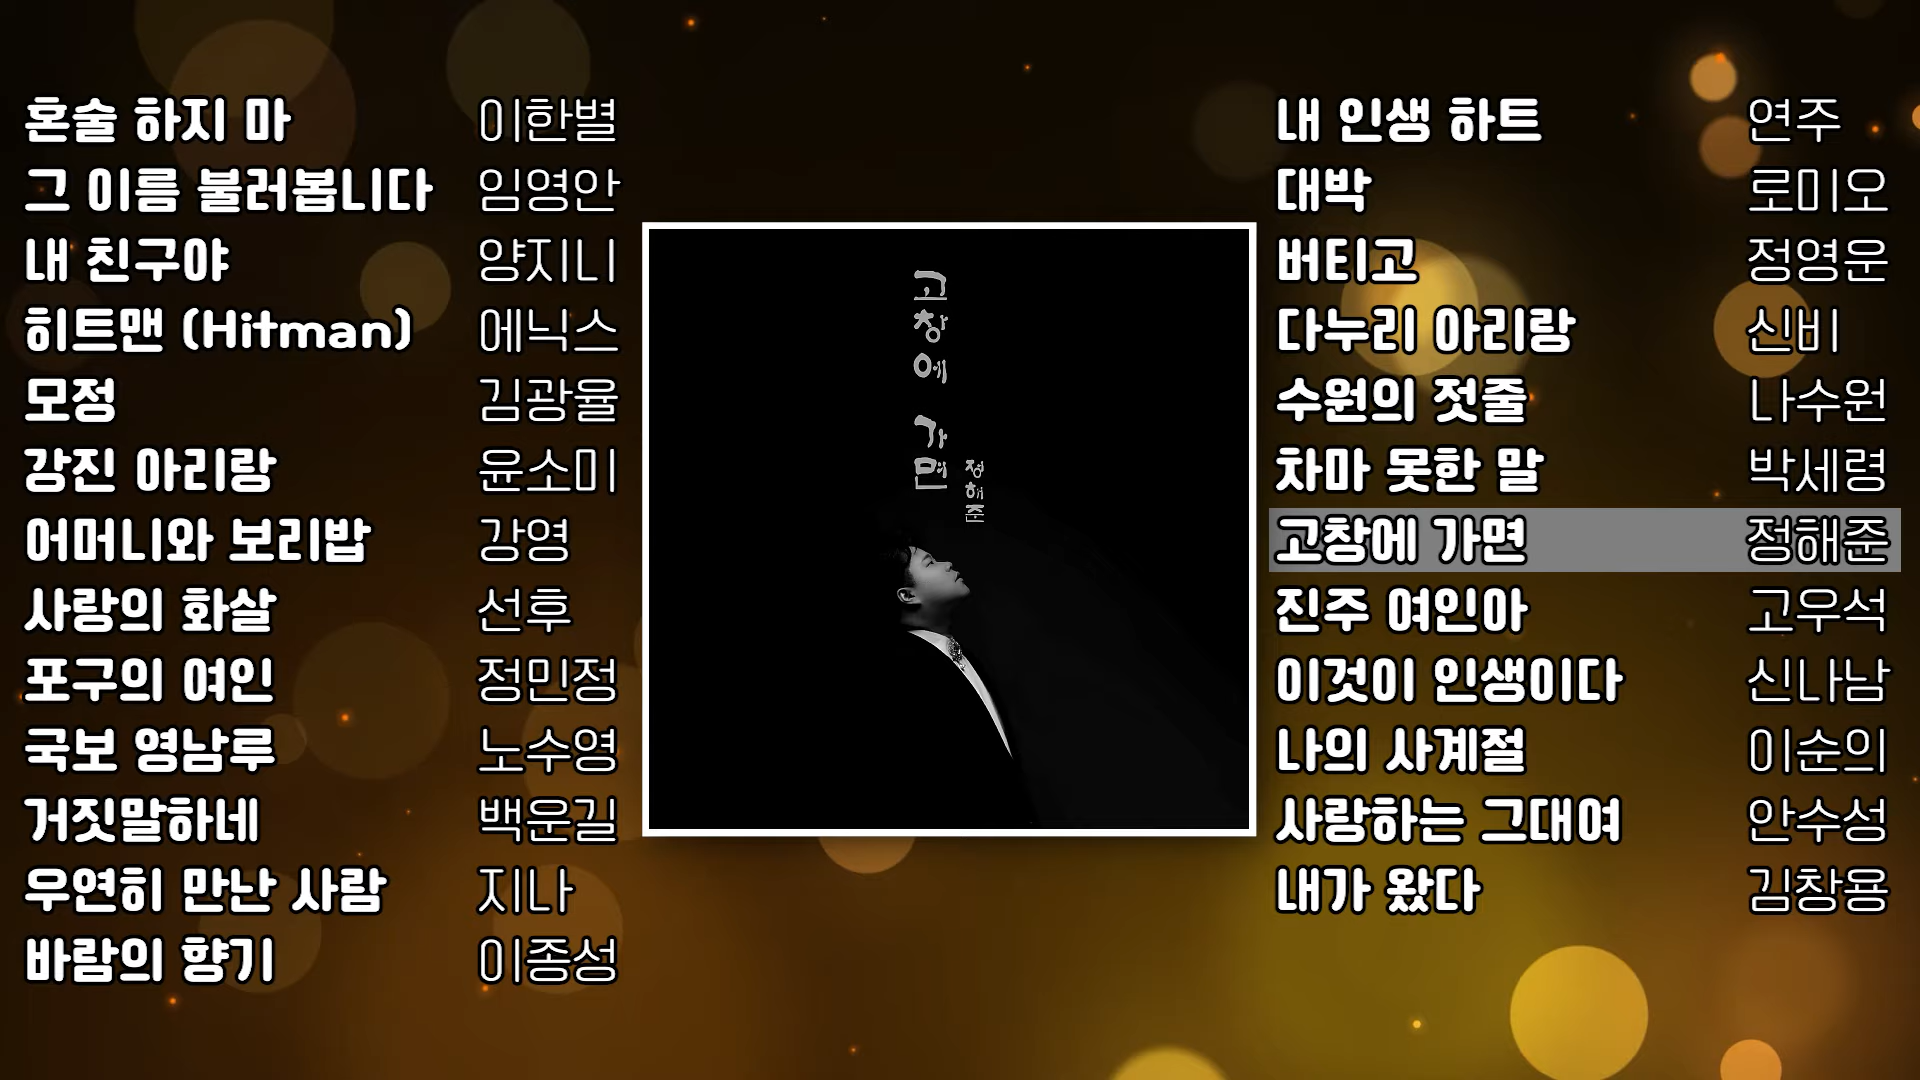 혼술 하지 마 이한별
그 이름 불러봅니다 임영안
내 친구야 양지니
히트맨 (Hitman) 에닉스
모정 김광율
강진 아리랑 윤소미
어머니와 보리밥 강영
사랑의 화살 선후
포구의 여인 정민정
국보 영남루 노수영
거짓말하네 백운길
우연히 만난 사람 지나
바람의 향기 이종성
고창에 가면
정해준
내 인생 하트 연주
대박 로미오
버티고 정영운
다누리 아리랑 신비
수원의 젓줄 나수원
차마 못한 말 박세령
고창에 가면 정해준
진주 여인아 고우석
이것이 인생이다 신나남
나의 사계절 이순의
사랑하는 그대여 안수성
내가 왔다 김창용